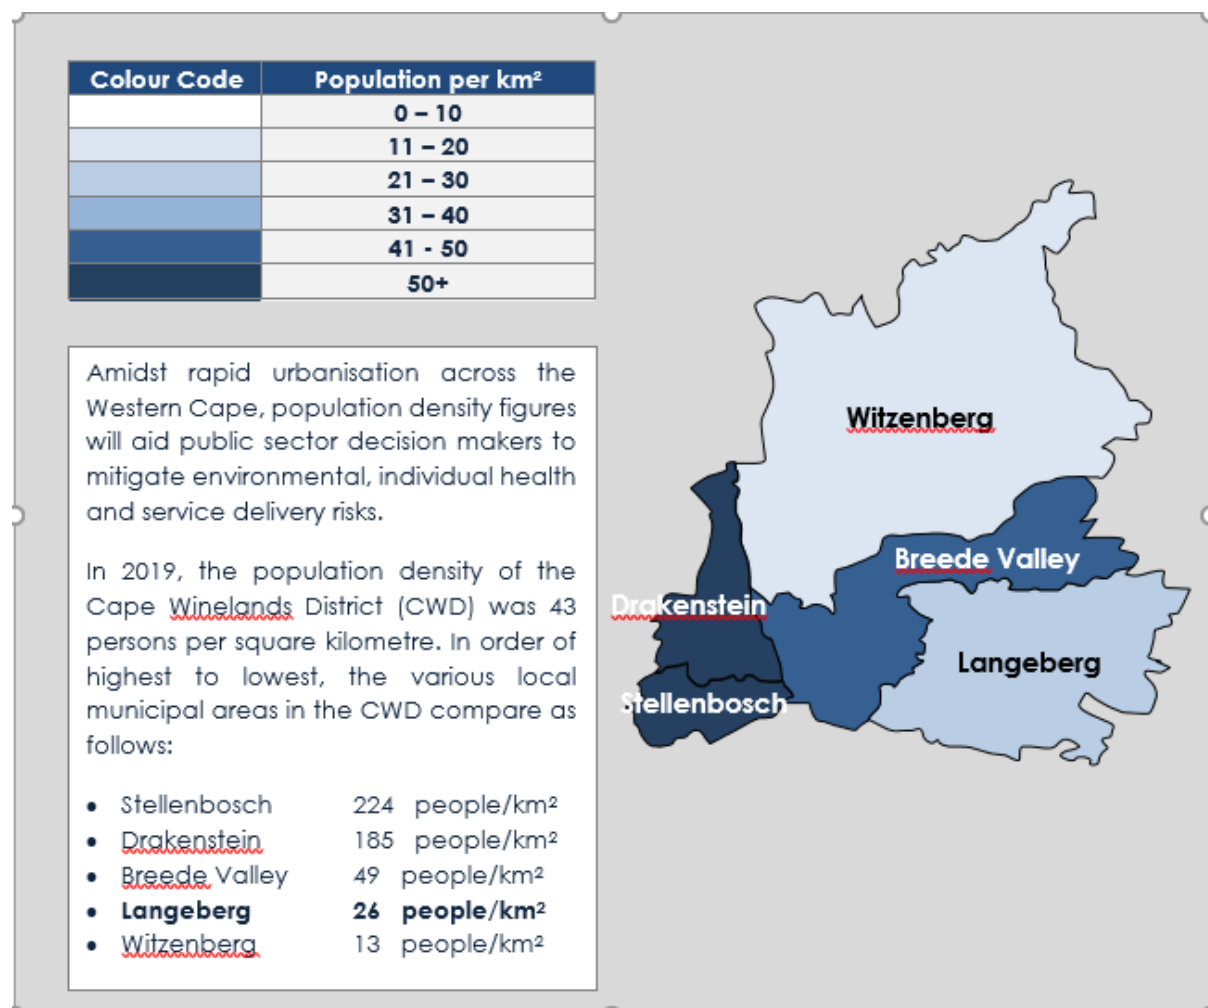 Colour Code Population per km²
0 – 10
11 – 20
21 – 30
31 – 40
41 - 50
50+
Amidst rapid urbanisation across the
Western Cape, population density figures
will aid public sector decision makers to
mitigate environmental, individual health
and service delivery risks.
In 2019, the population density of the
Cape Winelands District (CWD) was 43
persons per square kilometre. In order of
highest to lowest, the various local
municipal areas in the CWD compare as
follows:
• Stellenbosch 224 people/km²
• Drakenstein 185 people/km²
• Breede Valley 49 people/km²
• Langeberg 26 people/km²
• Witzenberg 13 people/km²
Witzenberg
Breede Valley
Drakenstein
Langeberg
Stellenbosch